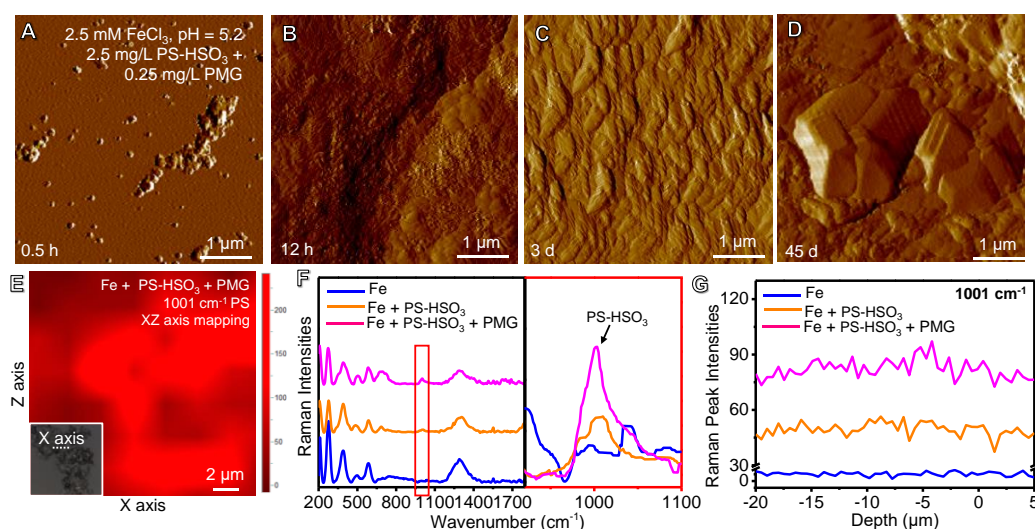 A
2.5 mM FeCl3, pH = 5.2
2.5 mg/L PS-HSO3 +
0.25 mg/L PMG
0.5 h
1 μm
B
12 h
1 μm
C
3 d
1 μm
D
45 d
1 μm
E
Fe + PS-HSO3 + PMG
1001 cm-1 PS
XZ axis mapping
Z axis
X axis
2 μm
X axis
200
150
100
50
0
F
Fe
Fe + PS-HSO3
Fe + PS-HSO3 + PMG
PS-HSO3
Raman Intensities
200 500 800 1100 1400 1700
1000 1100
Wavenumber (cm-1)
G
1001 cm-1
Fe
Fe + PS-HSO3
Fe + PS-HSO3 + PMG
Raman Peak Intensities
120
90
60
30
0
-20 -15 -10 -5 0 5
Depth (μm)